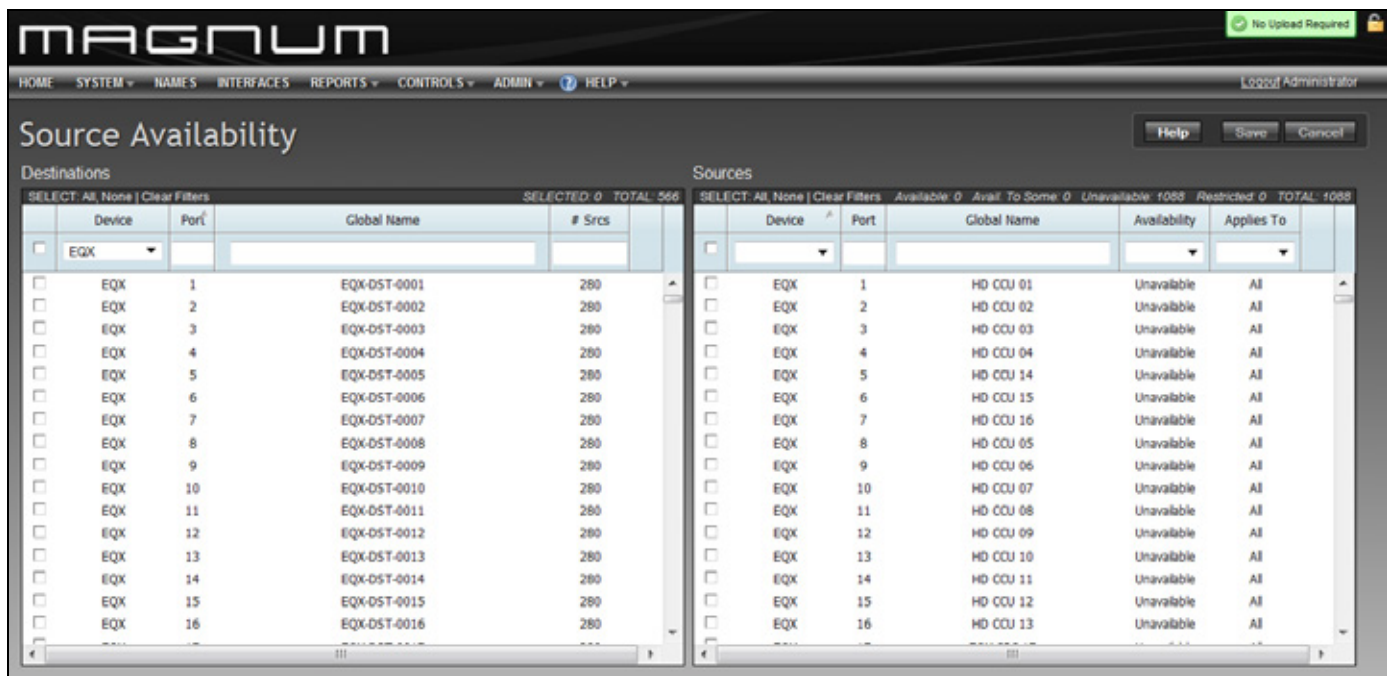 MAGNUM
No Upload Required
HOME SYSTEM NAMES INTERFACES REPORTS CONTROLS ADMIN HELP
Logout Administrator
Source Availability
Help Save Cancel
Destinations
SELECT: All, None | Clear Filters SELECTED: 0 TOTAL: 566
Device Port Global Name # Srcs
EQX
EQX 1 EQX-DST-0001 280
EQX 2 EQX-DST-0002 280
EQX 3 EQX-DST-0003 280
EQX 4 EQX-DST-0004 280
EQX 5 EQX-DST-0005 280
EQX 6 EQX-DST-0006 280
EQX 7 EQX-DST-0007 280
EQX 8 EQX-DST-0008 280
EQX 9 EQX-DST-0009 280
EQX 10 EQX-DST-0010 280
EQX 11 EQX-DST-0011 280
EQX 12 EQX-DST-0012 280
EQX 13 EQX-DST-0013 280
EQX 14 EQX-DST-0014 280
EQX 15 EQX-DST-0015 280
EQX 16 EQX-DST-0016 280
Sources
SELECT: All, None | Clear Filters Available: 0 Avail. To Some: 0 Unavailable: 1088 Restricted: 0 TOTAL: 1088
Device Port Global Name Availability Applies To
EQX 1 HD CCU 01 Unavailable All
EQX 2 HD CCU 02 Unavailable All
EQX 3 HD CCU 03 Unavailable All
EQX 4 HD CCU 04 Unavailable All
EQX 5 HD CCU 14 Unavailable All
EQX 6 HD CCU 15 Unavailable All
EQX 7 HD CCU 16 Unavailable All
EQX 8 HD CCU 05 Unavailable All
EQX 9 HD CCU 06 Unavailable All
EQX 10 HD CCU 07 Unavailable All
EQX 11 HD CCU 08 Unavailable All
EQX 12 HD CCU 09 Unavailable All
EQX 13 HD CCU 10 Unavailable All
EQX 14 HD CCU 11 Unavailable All
EQX 15 HD CCU 12 Unavailable All
EQX 16 HD CCU 13 Unavailable All